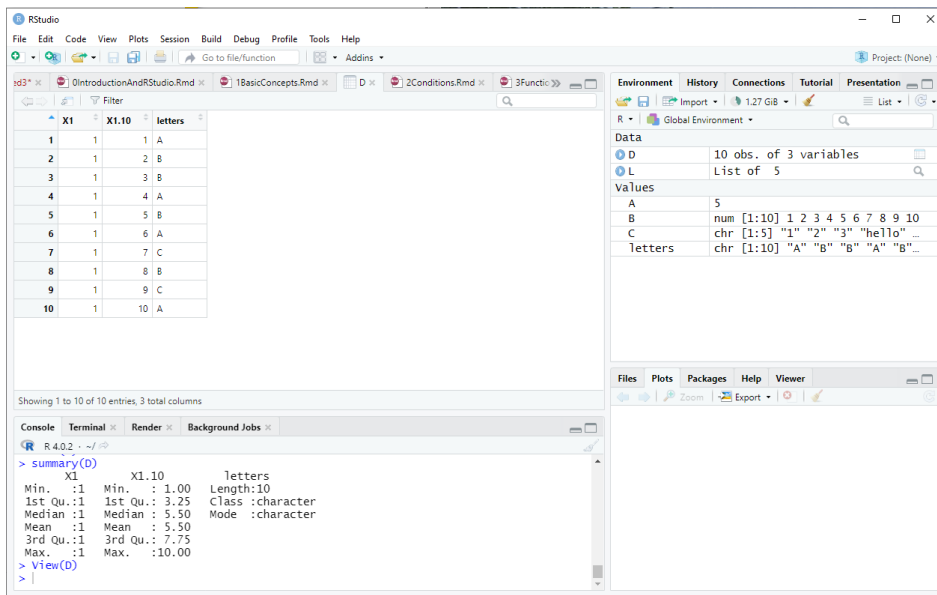 RStudio
File Edit Code View Plots Session Build Debug Profile Tools Help
Go to file/function Addins Project: (None)
ed3* 0IntroductionAndRStudio.Rmd 1BasicConcepts.Rmd D 2Conditions.Rmd 3Functio
Filter
X1 X1.10 letters
1 1 1 A
2 1 2 B
3 1 3 B
4 1 4 A
5 1 5 B
6 1 6 A
7 1 7 C
8 1 8 B
9 1 9 C
10 1 10 A
Showing 1 to 10 of 10 entries, 3 total columns
Console Terminal Render Background Jobs
R 4.0.2 · ~/
> summary(D)
X1 X1.10 letters
Min. :1 Min. : 1.00 Length:10
1st Qu.:1 1st Qu.: 3.25 Class :character
Median :1 Median : 5.50 Mode :character
Mean :1 Mean : 5.50
3rd Qu.:1 3rd Qu.: 7.75
Max. :1 Max. :10.00
> View(D)
>
Environment History Connections Tutorial Presentation
Import 1.27 GiB List
R Global Environment
Data
D 10 obs. of 3 variables
L List of 5
Values
A 5
B num [1:10] 1 2 3 4 5 6 7 8 9 10
C chr [1:5] "1" "2" "3" "hello" …
letters chr [1:10] "A" "B" "B" "A" "B"…
Files Plots Packages Help Viewer
Zoom Export